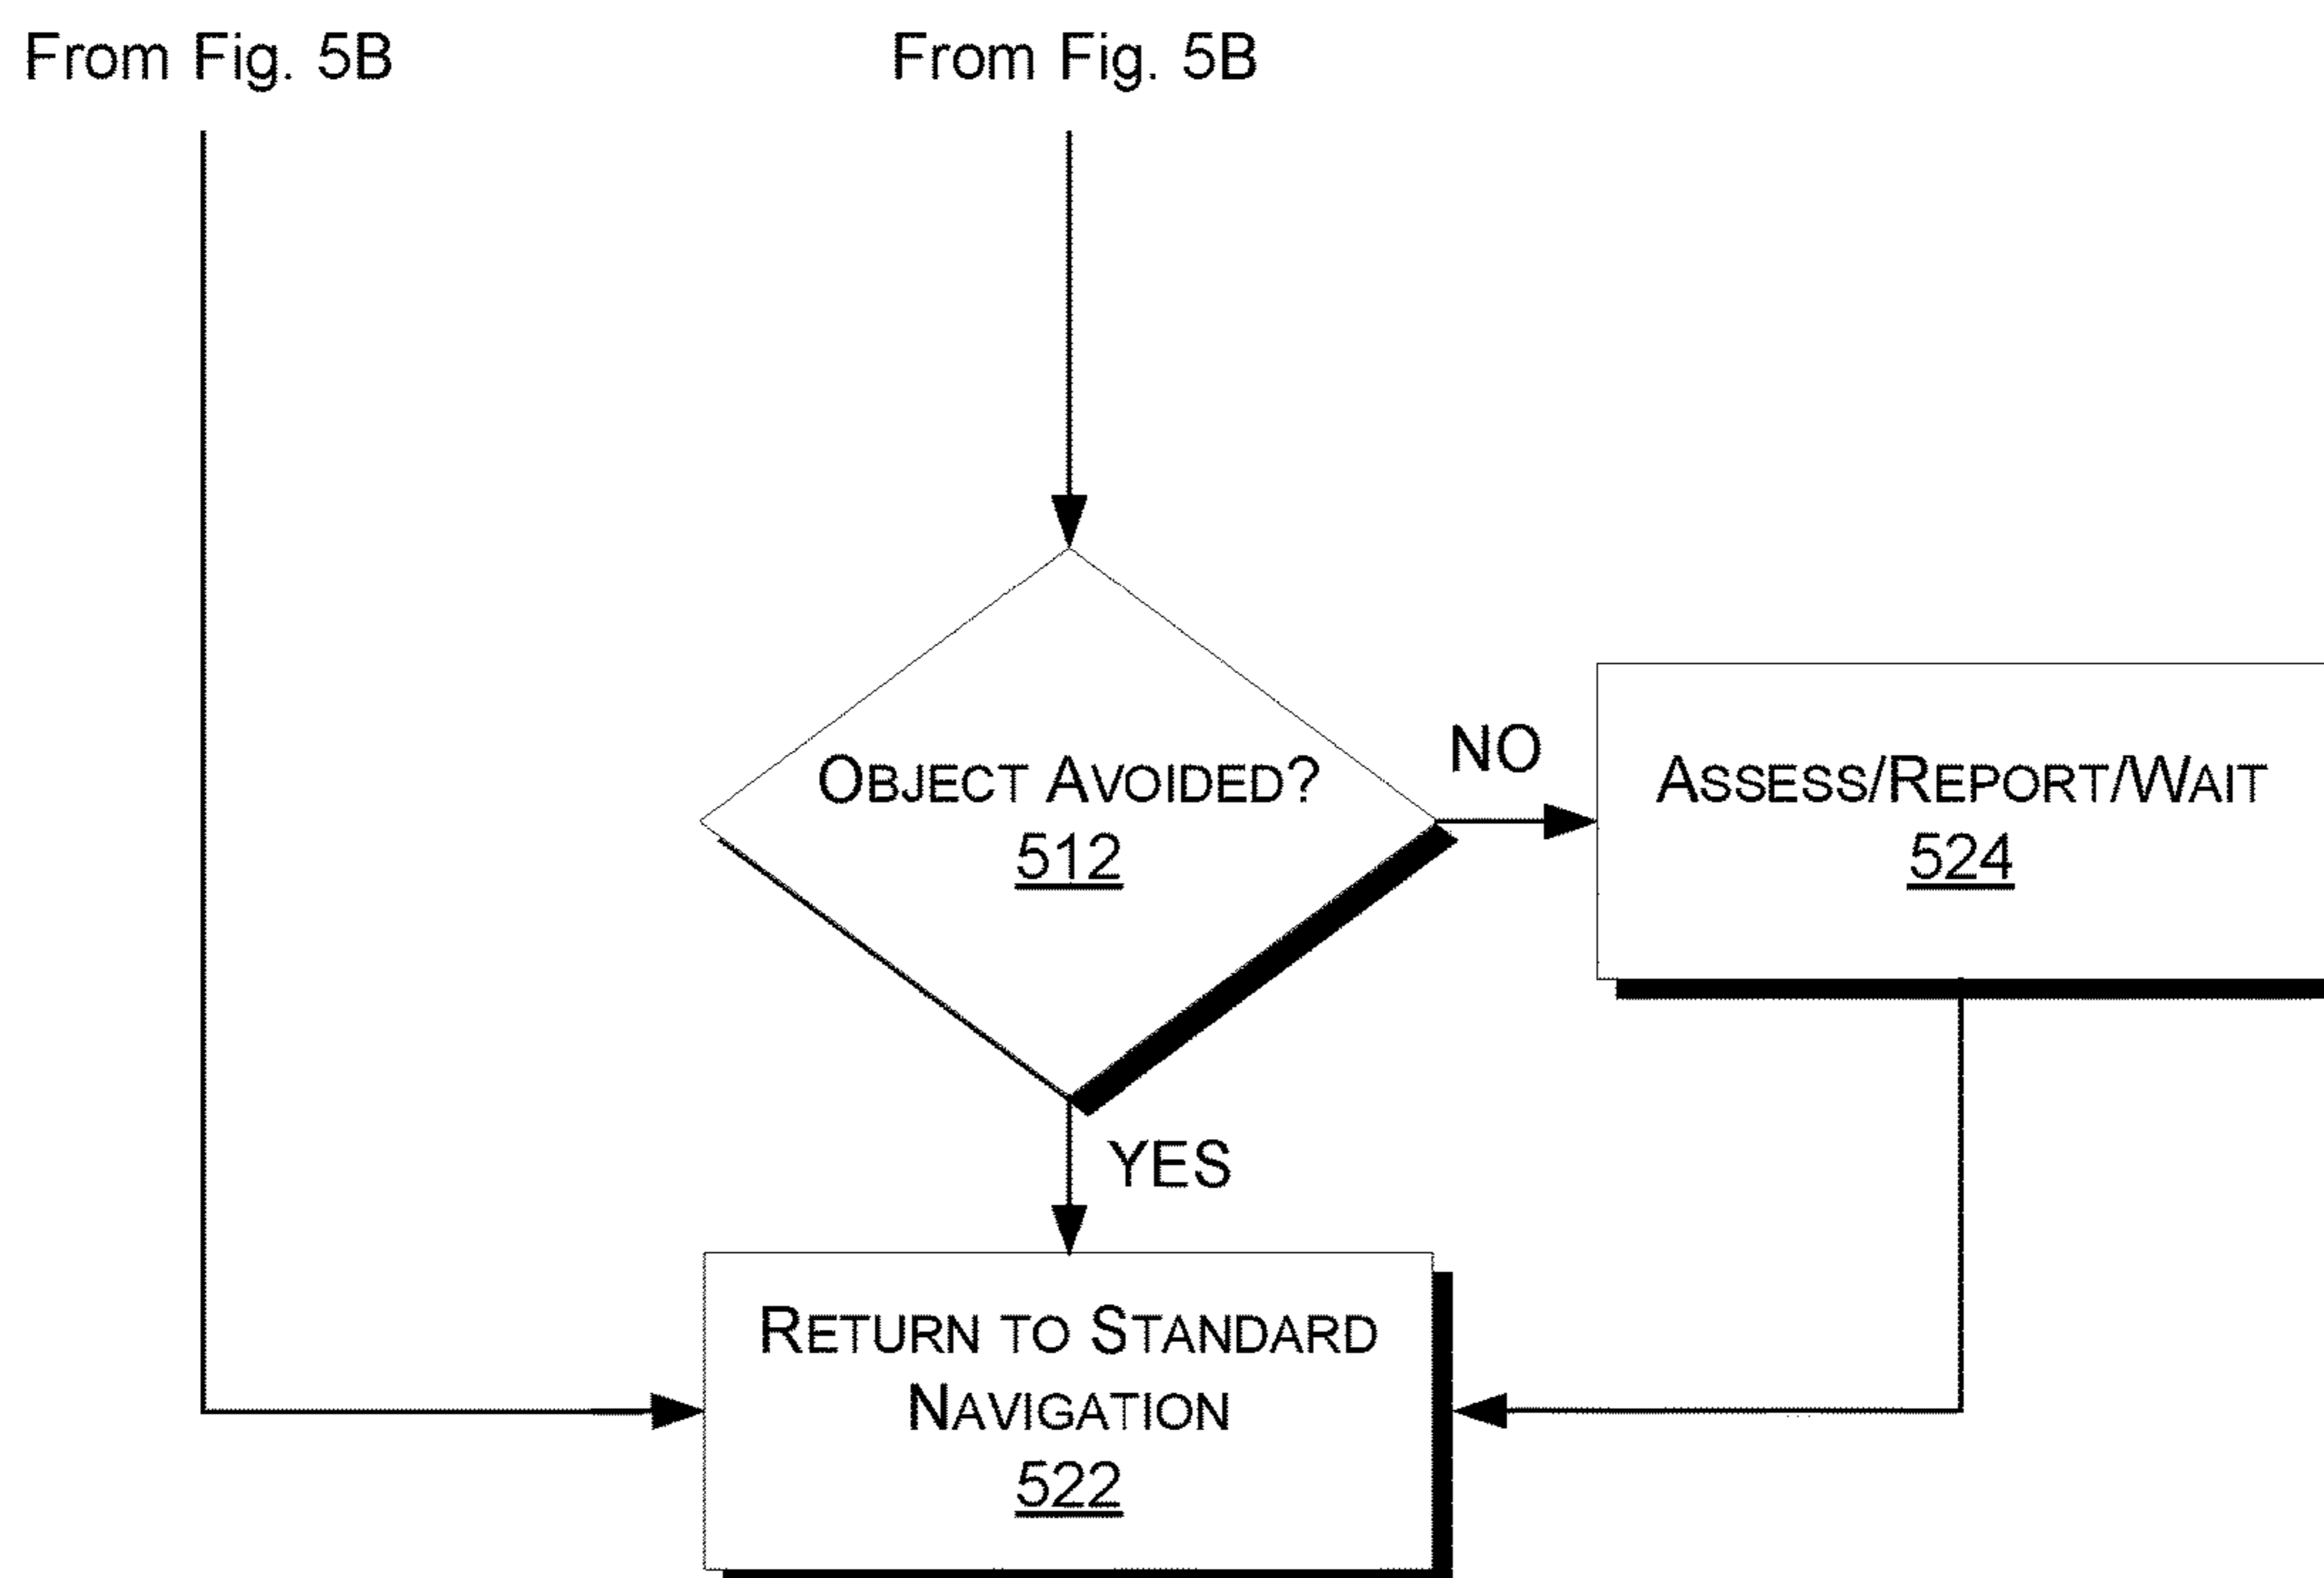 From Fig. 5B
From Fig. 5B
OBJECT AVOIDED?
512
NO
ASSESS/REPORT/WAIT
524
YES
RETURN TO STANDARD
NAVIGATION
522